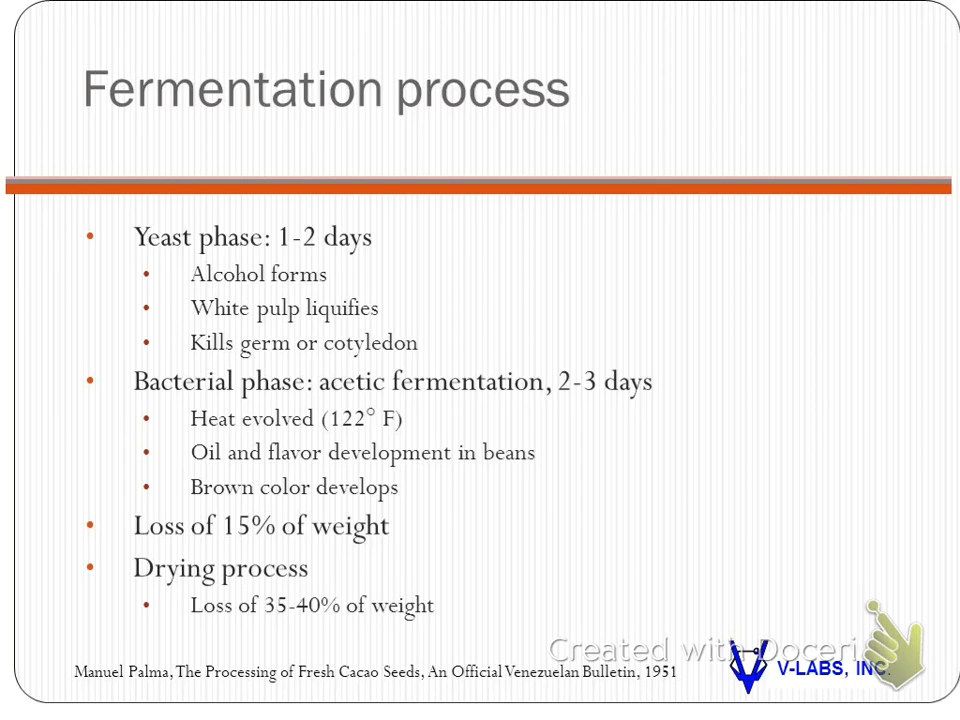 Fermentation process
• Yeast phase: 1-2 days
• Alcohol forms
• White pulp liquifies
• Kills germ or cotyledon
• Bacterial phase: acetic fermentation, 2-3 days
• Heat evolved (122° F)
• Oil and flavor development in beans
• Brown color develops
• Loss of 15% of weight
• Drying process
• Loss of 35-40% of weight
Created with Doceri
Manuel Palma, The Processing of Fresh Cacao Seeds, An Official Venezuelan Bulletin, 1951
V-LABS, INC.